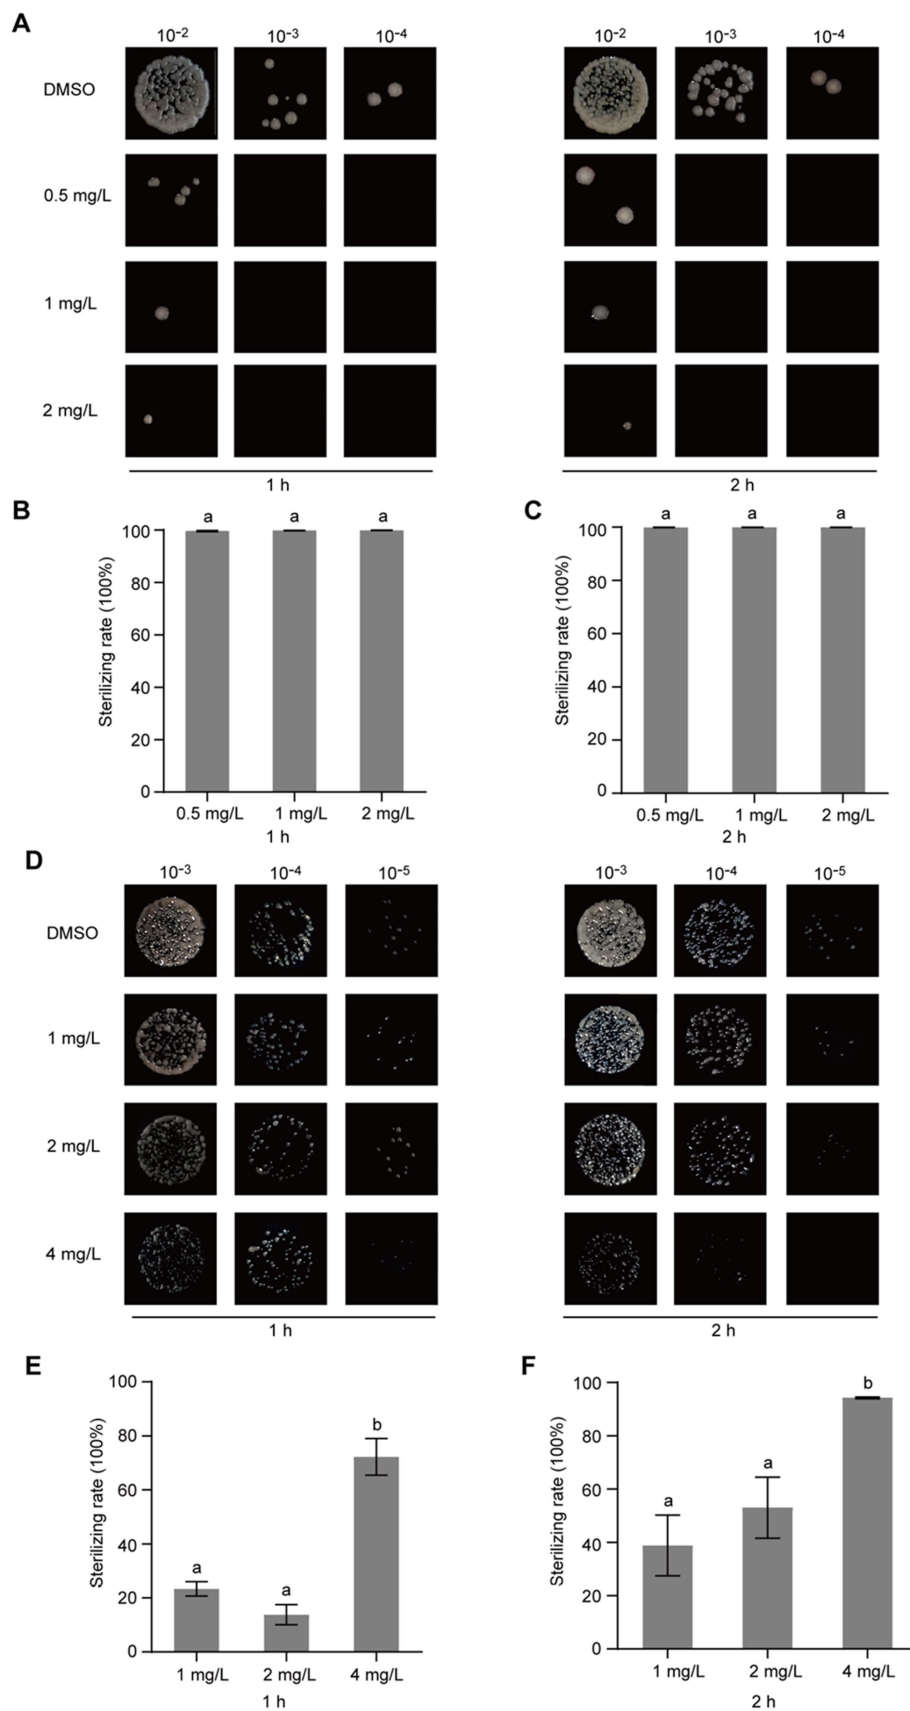 A
10⁻² 10⁻³ 10⁻⁴ 10⁻² 10⁻³ 10⁻⁴
DMSO
0.5 mg/L
1 mg/L
2 mg/L
1 h 2 h
B
Sterilizing rate (100%)
100
80
60
40
20
0
a a a
0.5 mg/L 1 mg/L 2 mg/L
1 h
C
Sterilizing rate (100%)
100
80
60
40
20
0
a a a
0.5 mg/L 1 mg/L 2 mg/L
2 h
D
10⁻³ 10⁻⁴ 10⁻⁵ 10⁻³ 10⁻⁴ 10⁻⁵
DMSO
1 mg/L
2 mg/L
4 mg/L
1 h 2 h
E
Sterilizing rate (100%)
100
80
60
40
20
0
a a b
1 mg/L 2 mg/L 4 mg/L
1 h
F
Sterilizing rate (100%)
100
80
60
40
20
0
a a b
1 mg/L 2 mg/L 4 mg/L
2 h